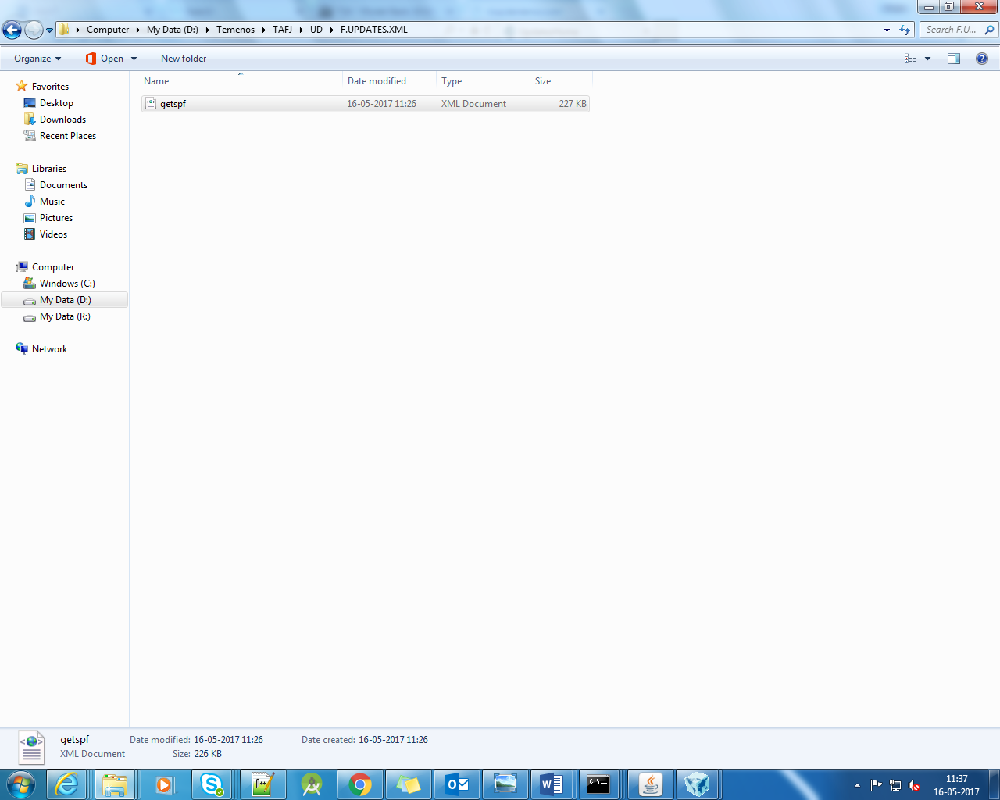 Computer My Data (D:) Temenos TAFJ UD F.UPDATES.XML Search F.U...
Organize Open New folder
Name Date modified Type Size
getspf 16-05-2017 11:26 XML Document 227 KB
Favorites
Desktop
Downloads
Recent Places
Libraries
Documents
Music
Pictures
Videos
Computer
Windows (C:)
My Data (D:)
My Data (R:)
Network
getspf Date modified: 16-05-2017 11:26 Date created: 16-05-2017 11:26
XML Document Size: 226 KB
11:37
16-05-2017